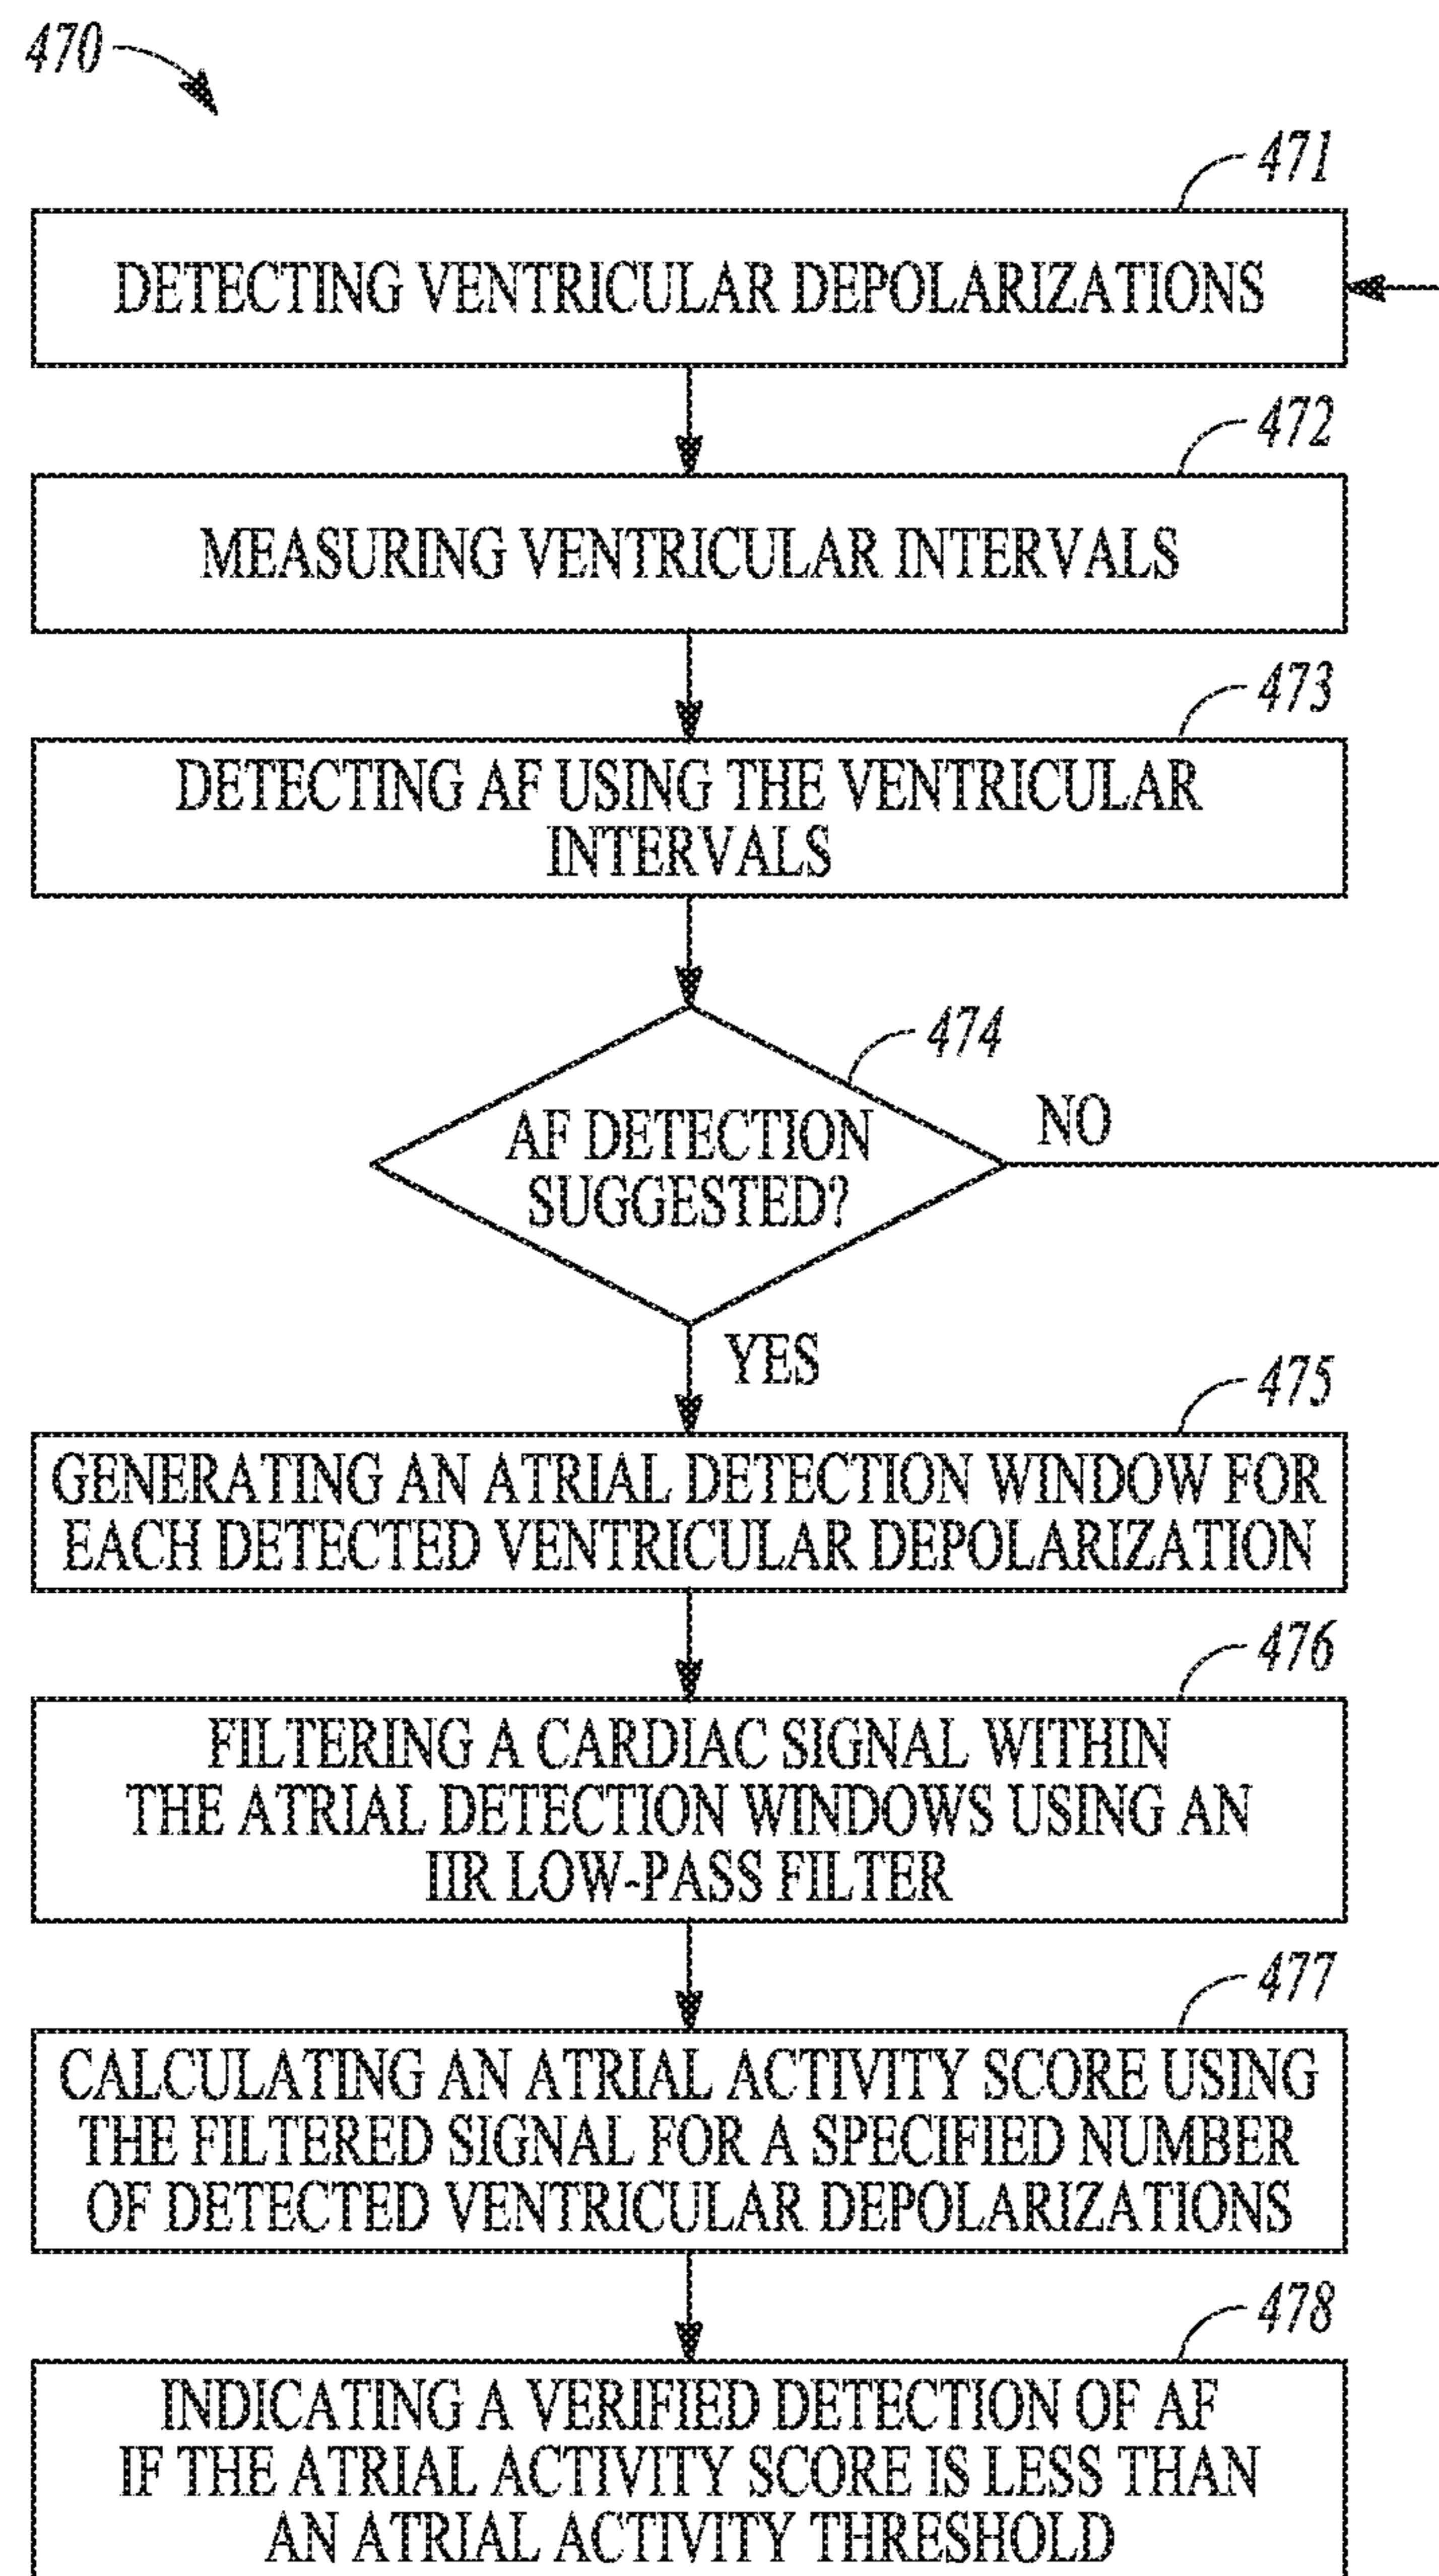 470
471
DETECTING VENTRICULAR DEPOLARIZATIONS
472
MEASURING VENTRICULAR INTERVALS
473
DETECTING AF USING THE VENTRICULAR
INTERVALS
474
AF DETECTION
SUGGESTED?
NO
YES
475
GENERATING AN ATRIAL DETECTION WINDOW FOR
EACH DETECTED VENTRICULAR DEPOLARIZATION
476
FILTERING A CARDIAC SIGNAL WITHIN
THE ATRIAL DETECTION WINDOWS USING AN
IIR LOW-PASS FILTER
477
CALCULATING AN ATRIAL ACTIVITY SCORE USING
THE FILTERED SIGNAL FOR A SPECIFIED NUMBER
OF DETECTED VENTRICULAR DEPOLARIZATIONS
478
INDICATING A VERIFIED DETECTION OF AF
IF THE ATRIAL ACTIVITY SCORE IS LESS THAN
AN ATRIAL ACTIVITY THRESHOLD